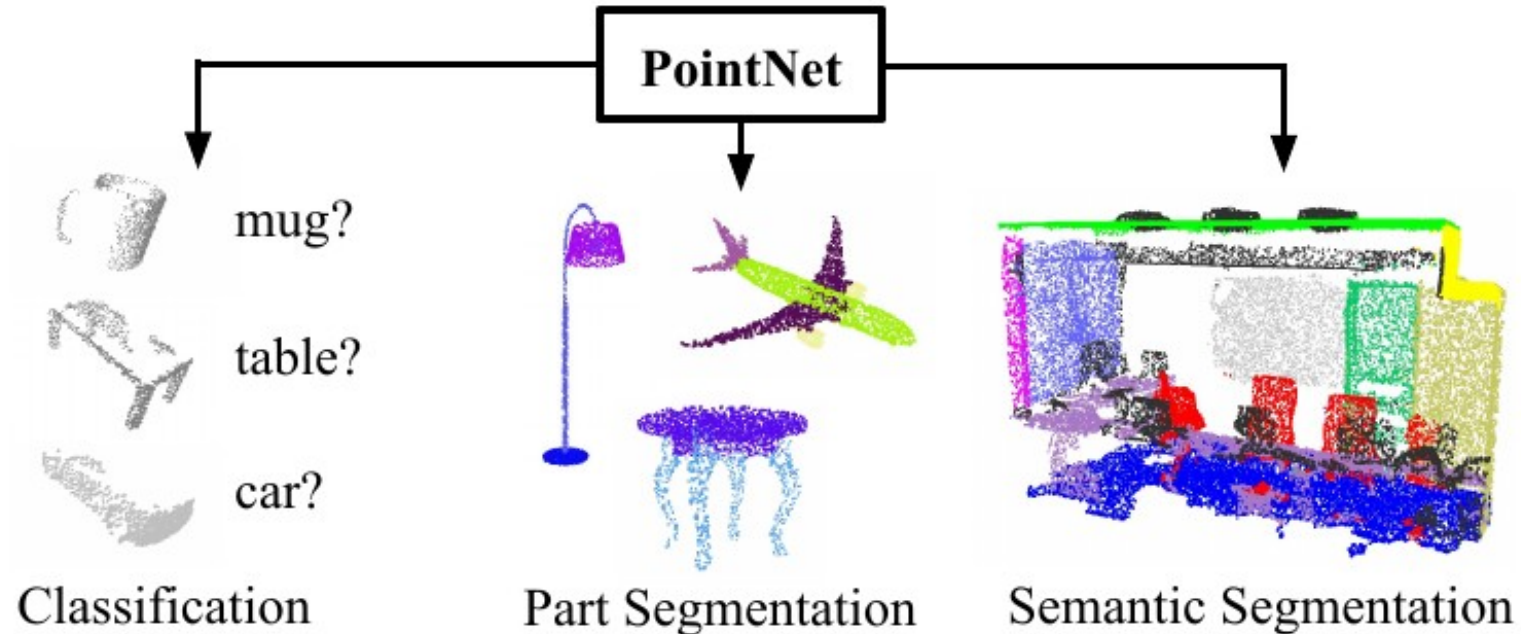 PointNet
mug?
table?
car?
Classification
Part Segmentation
Semantic Segmentation